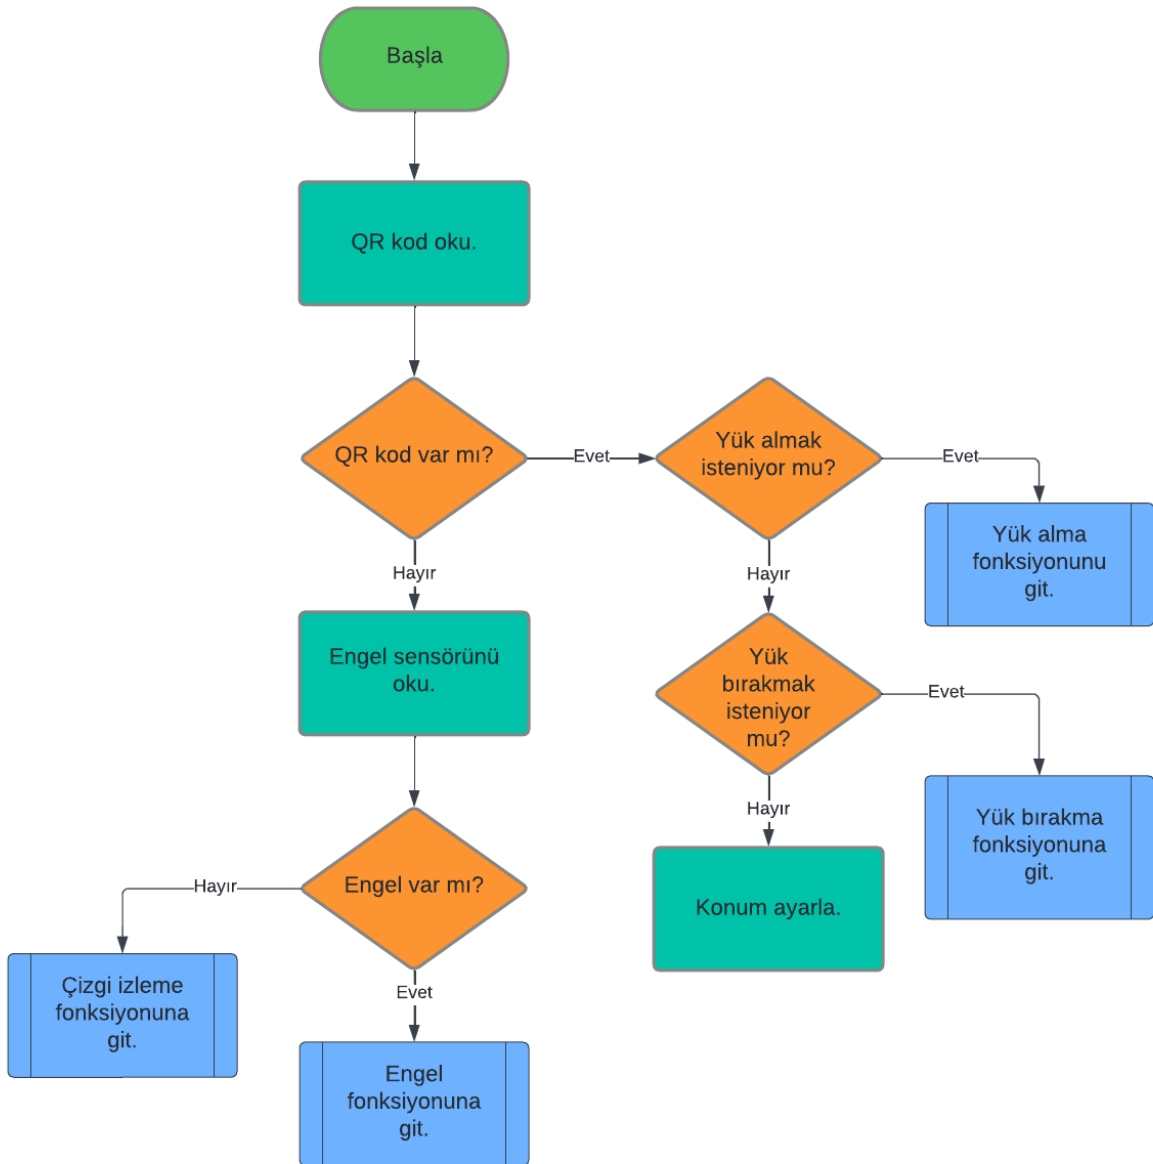 Başla
QR kod oku.
QR kod var mı?
Evet
Yük almak
isteniyor mu?
Evet
Yük alma
fonksiyonunu
git.
Hayır
Hayır
Engel sensörünü
oku.
Yük
bırakmak
isteniyor
mu?
Evet
Yük bırakma
fonksiyonuna
git.
Hayır
Konum ayarla.
Engel var mı?
Hayır
Çizgi izleme
fonksiyonuna
git.
Evet
Engel
fonksiyonuna
git.